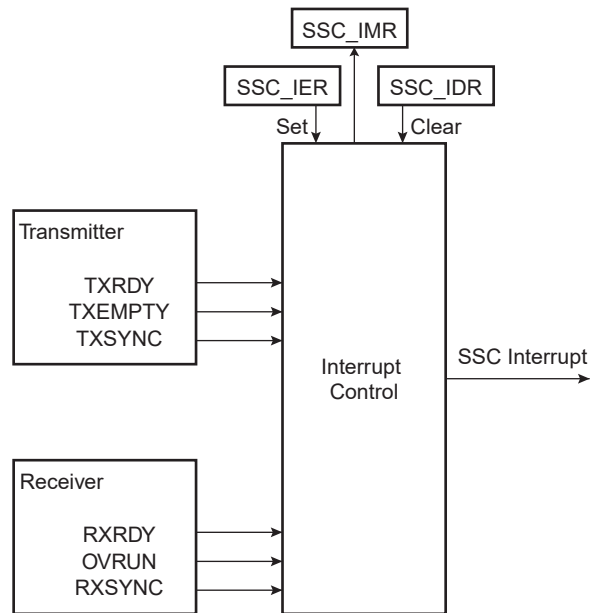 SSC_IMR
SSC_IER
SSC_IDR
Set
Clear
Transmitter
TXRDY
TXEMPTY
TXSYNC
Interrupt
Control
SSC Interrupt
Receiver
RXRDY
OVRUN
RXSYNC